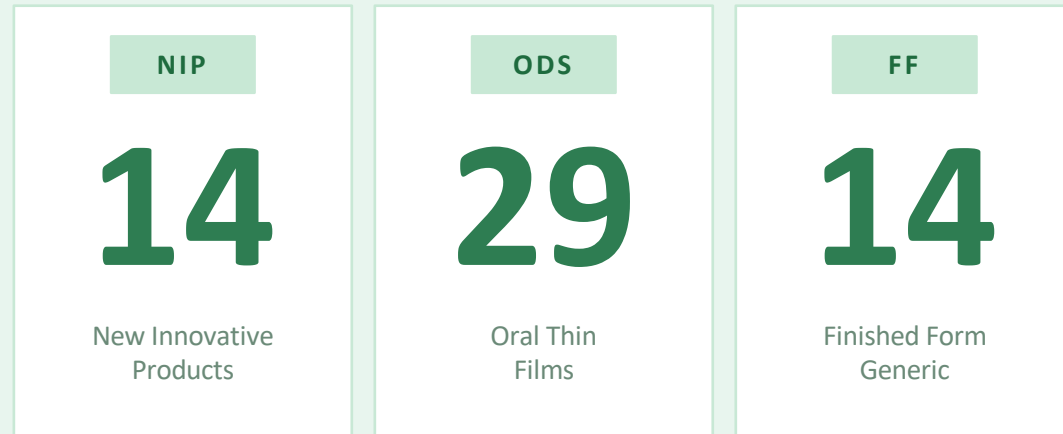 NIP
14
New Innovative
Products
ODS
29
Oral Thin
Films
FF
14
Finished Form
Generic